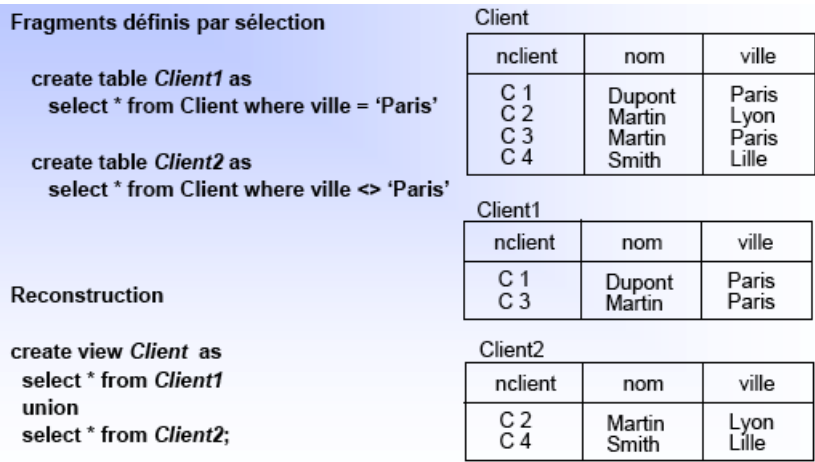 Fragments définis par sélection
create table Client1 as
select * from Client where ville = ‘Paris’
create table Client2 as
select * from Client where ville <> ‘Paris’
Reconstruction
create view Client as
select * from Client1
union
select * from Client2;
Client
nclient nom ville
C 1 Dupont Paris
C 2 Martin Lyon
C 3 Martin Paris
C 4 Smith Lille
Client1
nclient nom ville
C 1 Dupont Paris
C 3 Martin Paris
Client2
nclient nom ville
C 2 Martin Lyon
C 4 Smith Lille